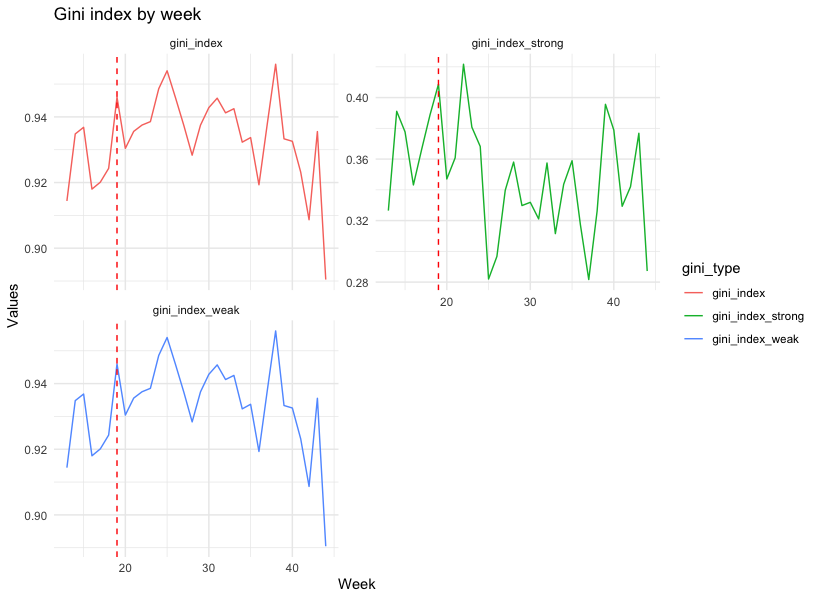 Gini index by week
gini_index
gini_index_strong
0.94
0.92
0.90
0.40
0.36
0.32
0.28
20
30
40
Values
gini_index_weak
0.94
0.92
0.90
20
30
40
Week
gini_type
gini_index
gini_index_strong
gini_index_weak